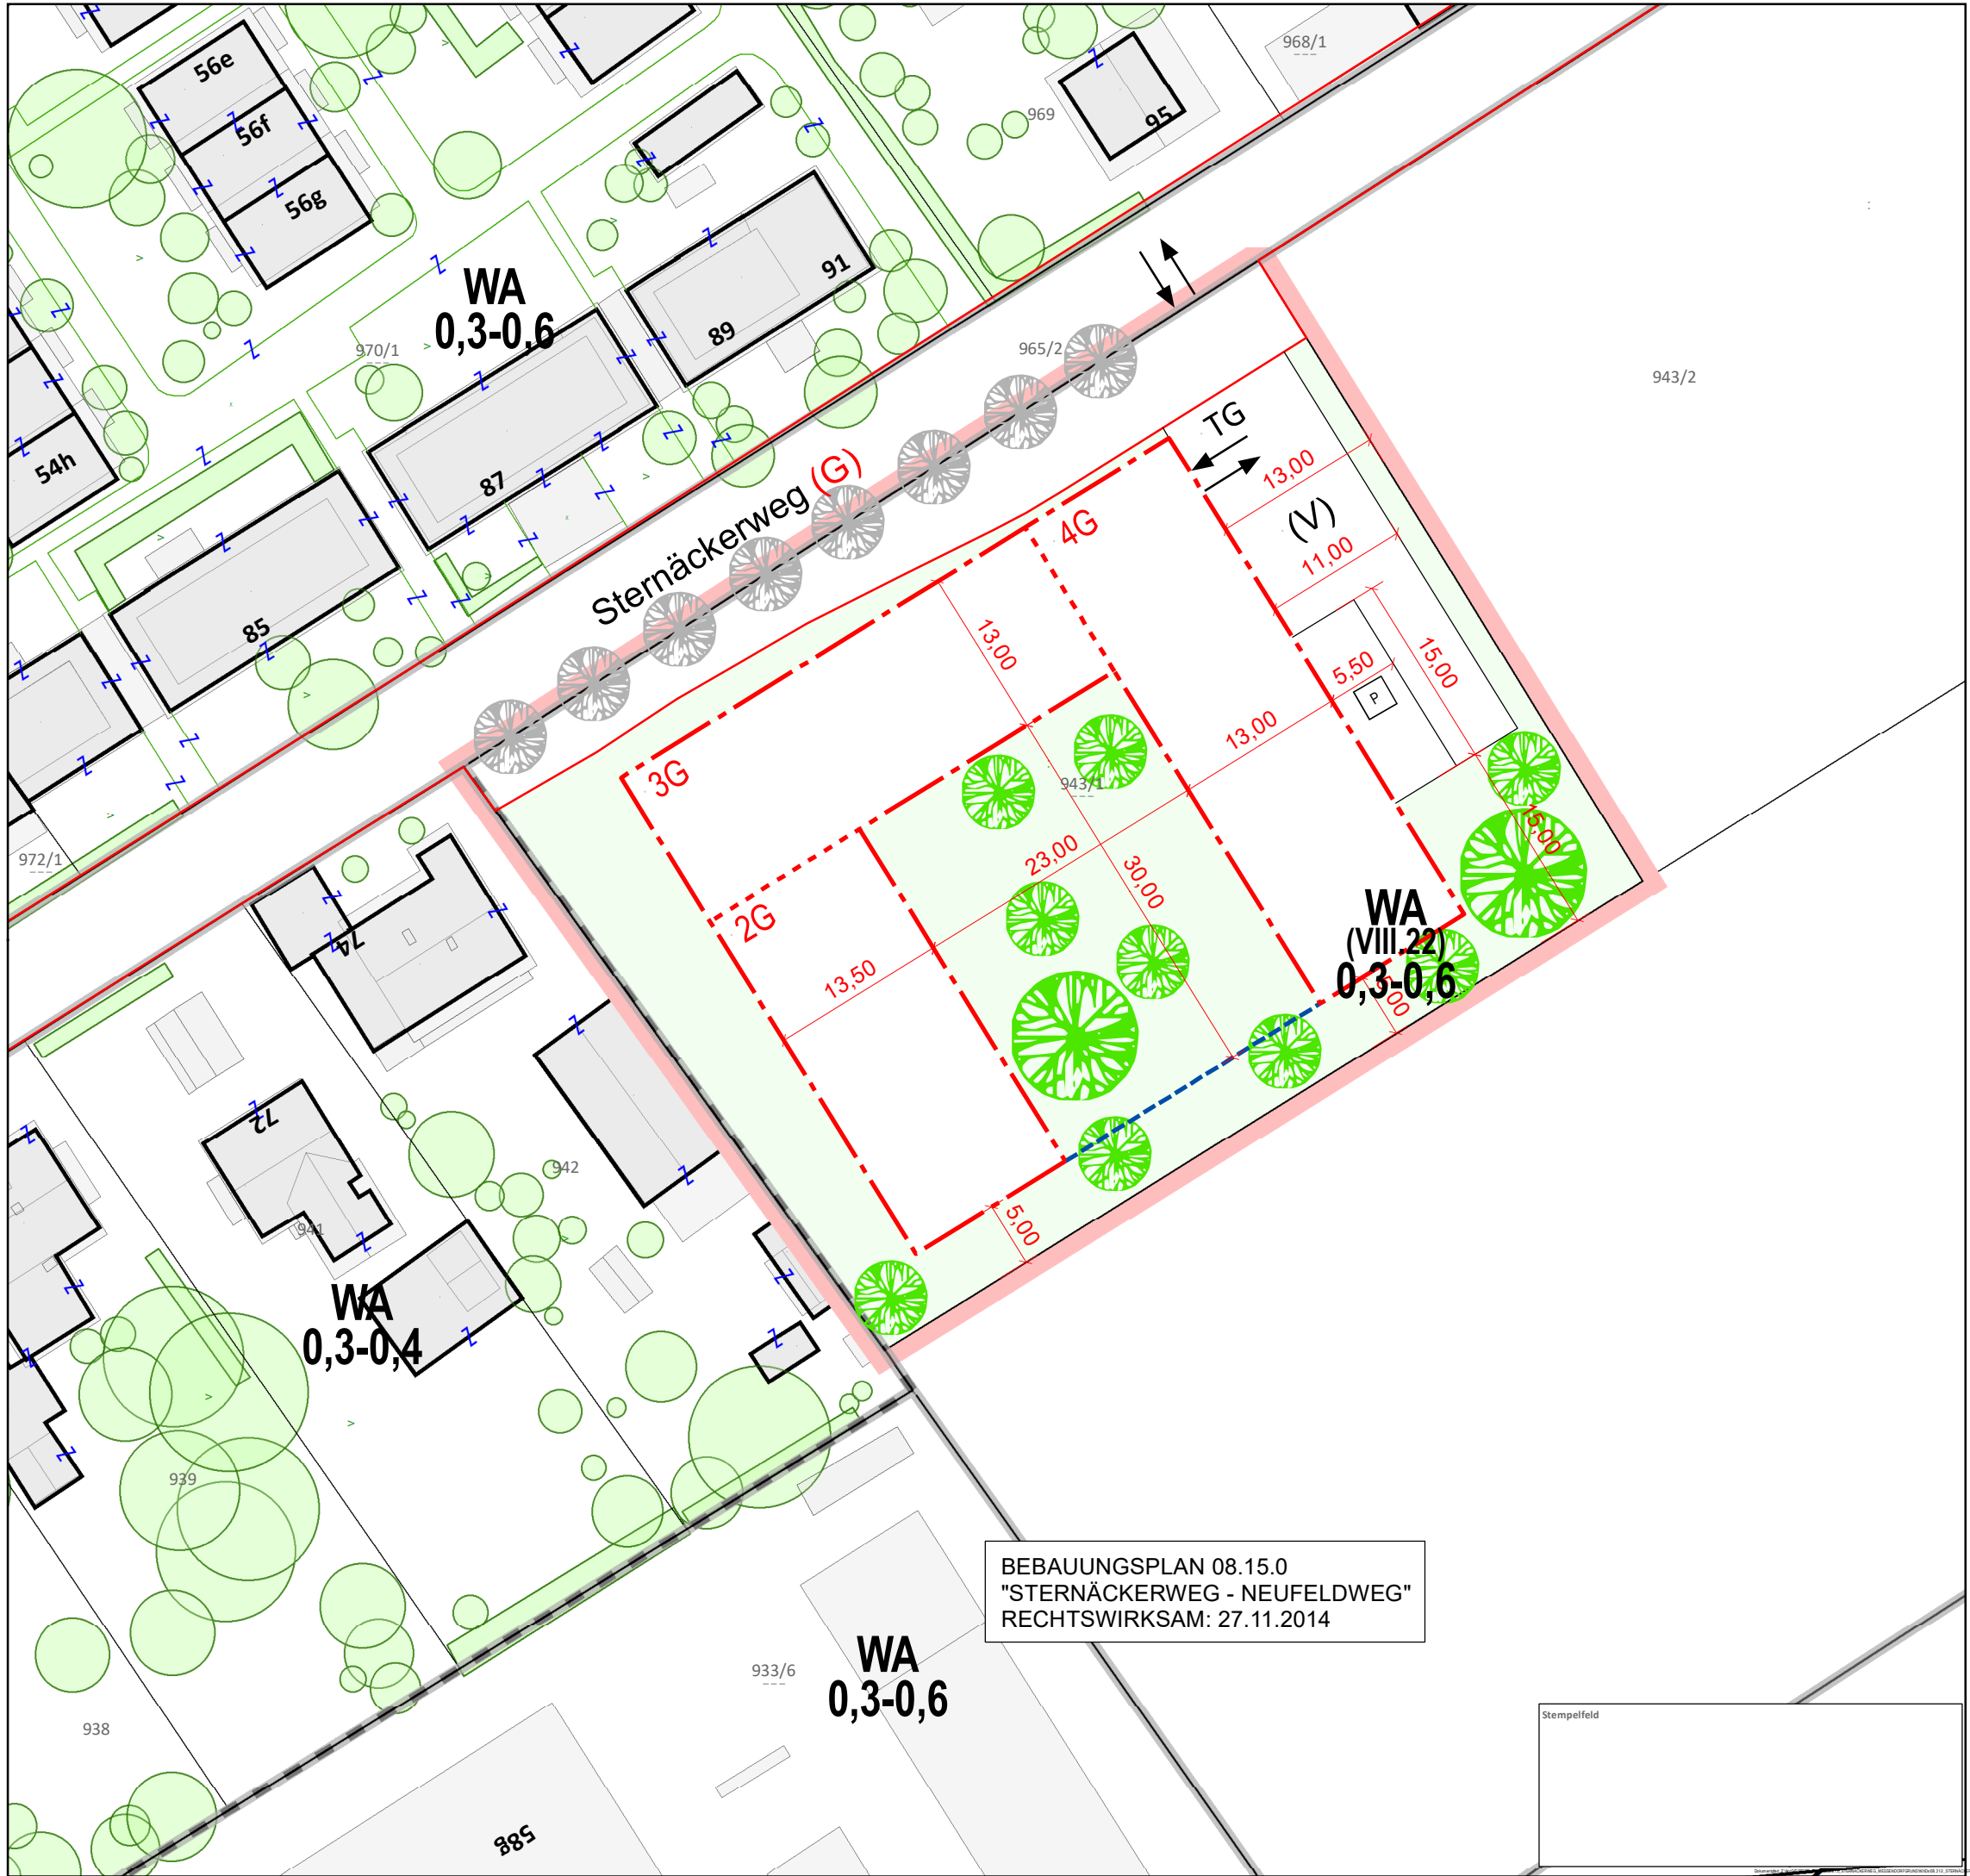 56e
56f
56g
95
968/1
969
WA
0,3-0,6
91
89
970/1
965/2
943/2
54h
87
85
Sternäckerweg (G)
TG
13,00
(V)
11,00
4G
13,00
15,00
5,50
P
3G
13,00
943/1
2G
23,00
30,00
15,00
13,50
WA
(VIII.22)
0,3-0,6
5,00
5,00
972/1
74
72
942
941
WA
0,3-0,4
939
938
BEBAUUNGSPLAN 08.15.0
"STERNÄCKERWEG - NEUFELDWEG"
RECHTSWIRKSAM: 27.11.2014
933/6
WA
0,3-0,6
58g
Stempelfeld